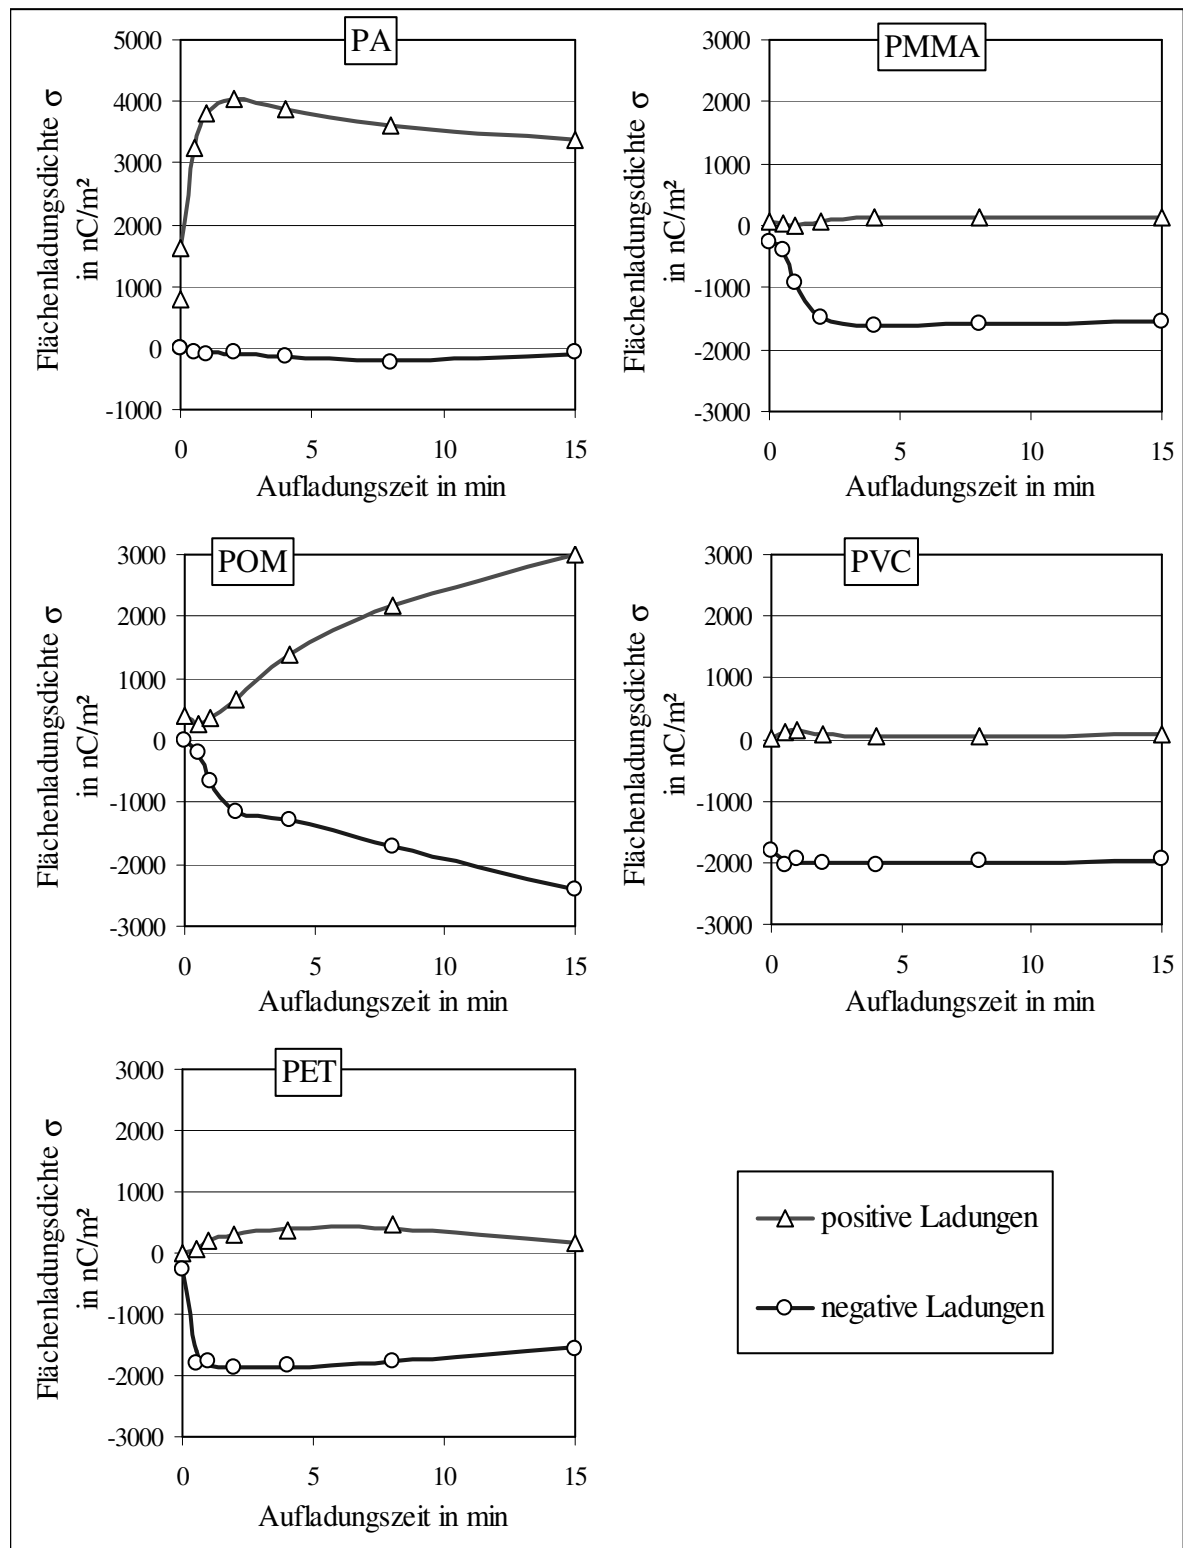 PA
5000
4000
3000
2000
1000
0
-1000
0 5 10 15
Flächenladungsdichte σ
in nC/m²
Aufladungszeit in min
PMMA
3000
2000
1000
0
-1000
-2000
-3000
0 5 10 15
Flächenladungsdichte σ
in nC/m²
Aufladungszeit in min
POM
3000
2000
1000
0
-1000
-2000
-3000
0 5 10 15
Flächenladungsdichte σ
in nC/m²
Aufladungszeit in min
PVC
3000
2000
1000
0
-1000
-2000
-3000
0 5 10 15
Flächenladungsdichte σ
in nC/m²
Aufladungszeit in min
PET
3000
2000
1000
0
-1000
-2000
-3000
0 5 10 15
Flächenladungsdichte σ
in nC/m²
Aufladungszeit in min
positive Ladungen
negative Ladungen